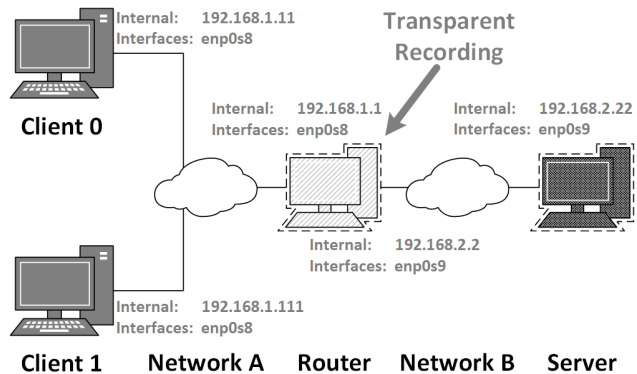 Internal: 192.168.1.11
Interfaces: enp0s8
Transparent
Recording
Client 0
Internal: 192.168.1.1
Interfaces: enp0s8
Internal: 192.168.2.22
Interfaces: enp0s9
Internal: 192.168.2.2
Interfaces: enp0s9
Internal: 192.168.1.111
Interfaces: enp0s8
Client 1 Network A Router Network B Server